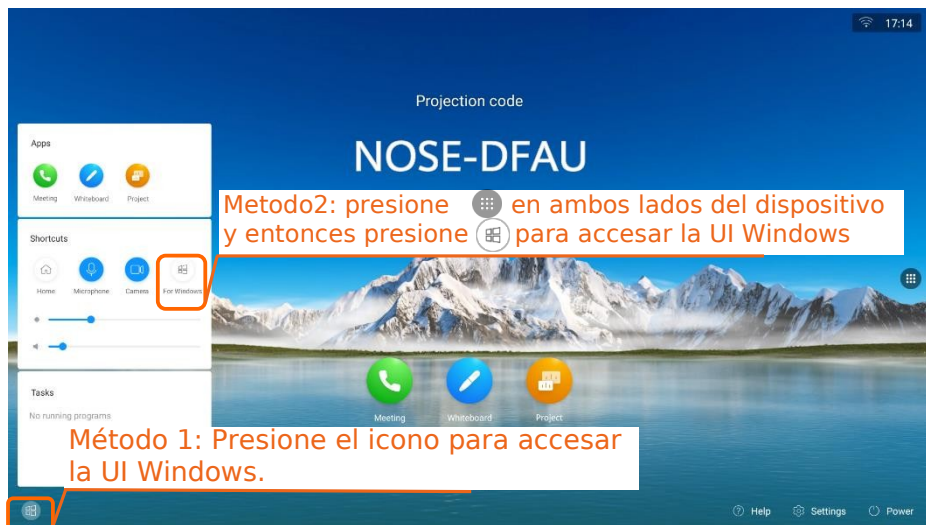 17:14
Projection code
NOSE-DFAU
Apps
Meeting Whiteboard Project
Metodo2: presione en ambos lados del dispositivo
y entonces presione para accesar la UI Windows
Shortcuts
Home Microphone Camera For Windows
Tasks
No running programs
Meeting Whiteboard Project
Método 1: Presione el icono para accesar
la UI Windows.
Help Settings Power